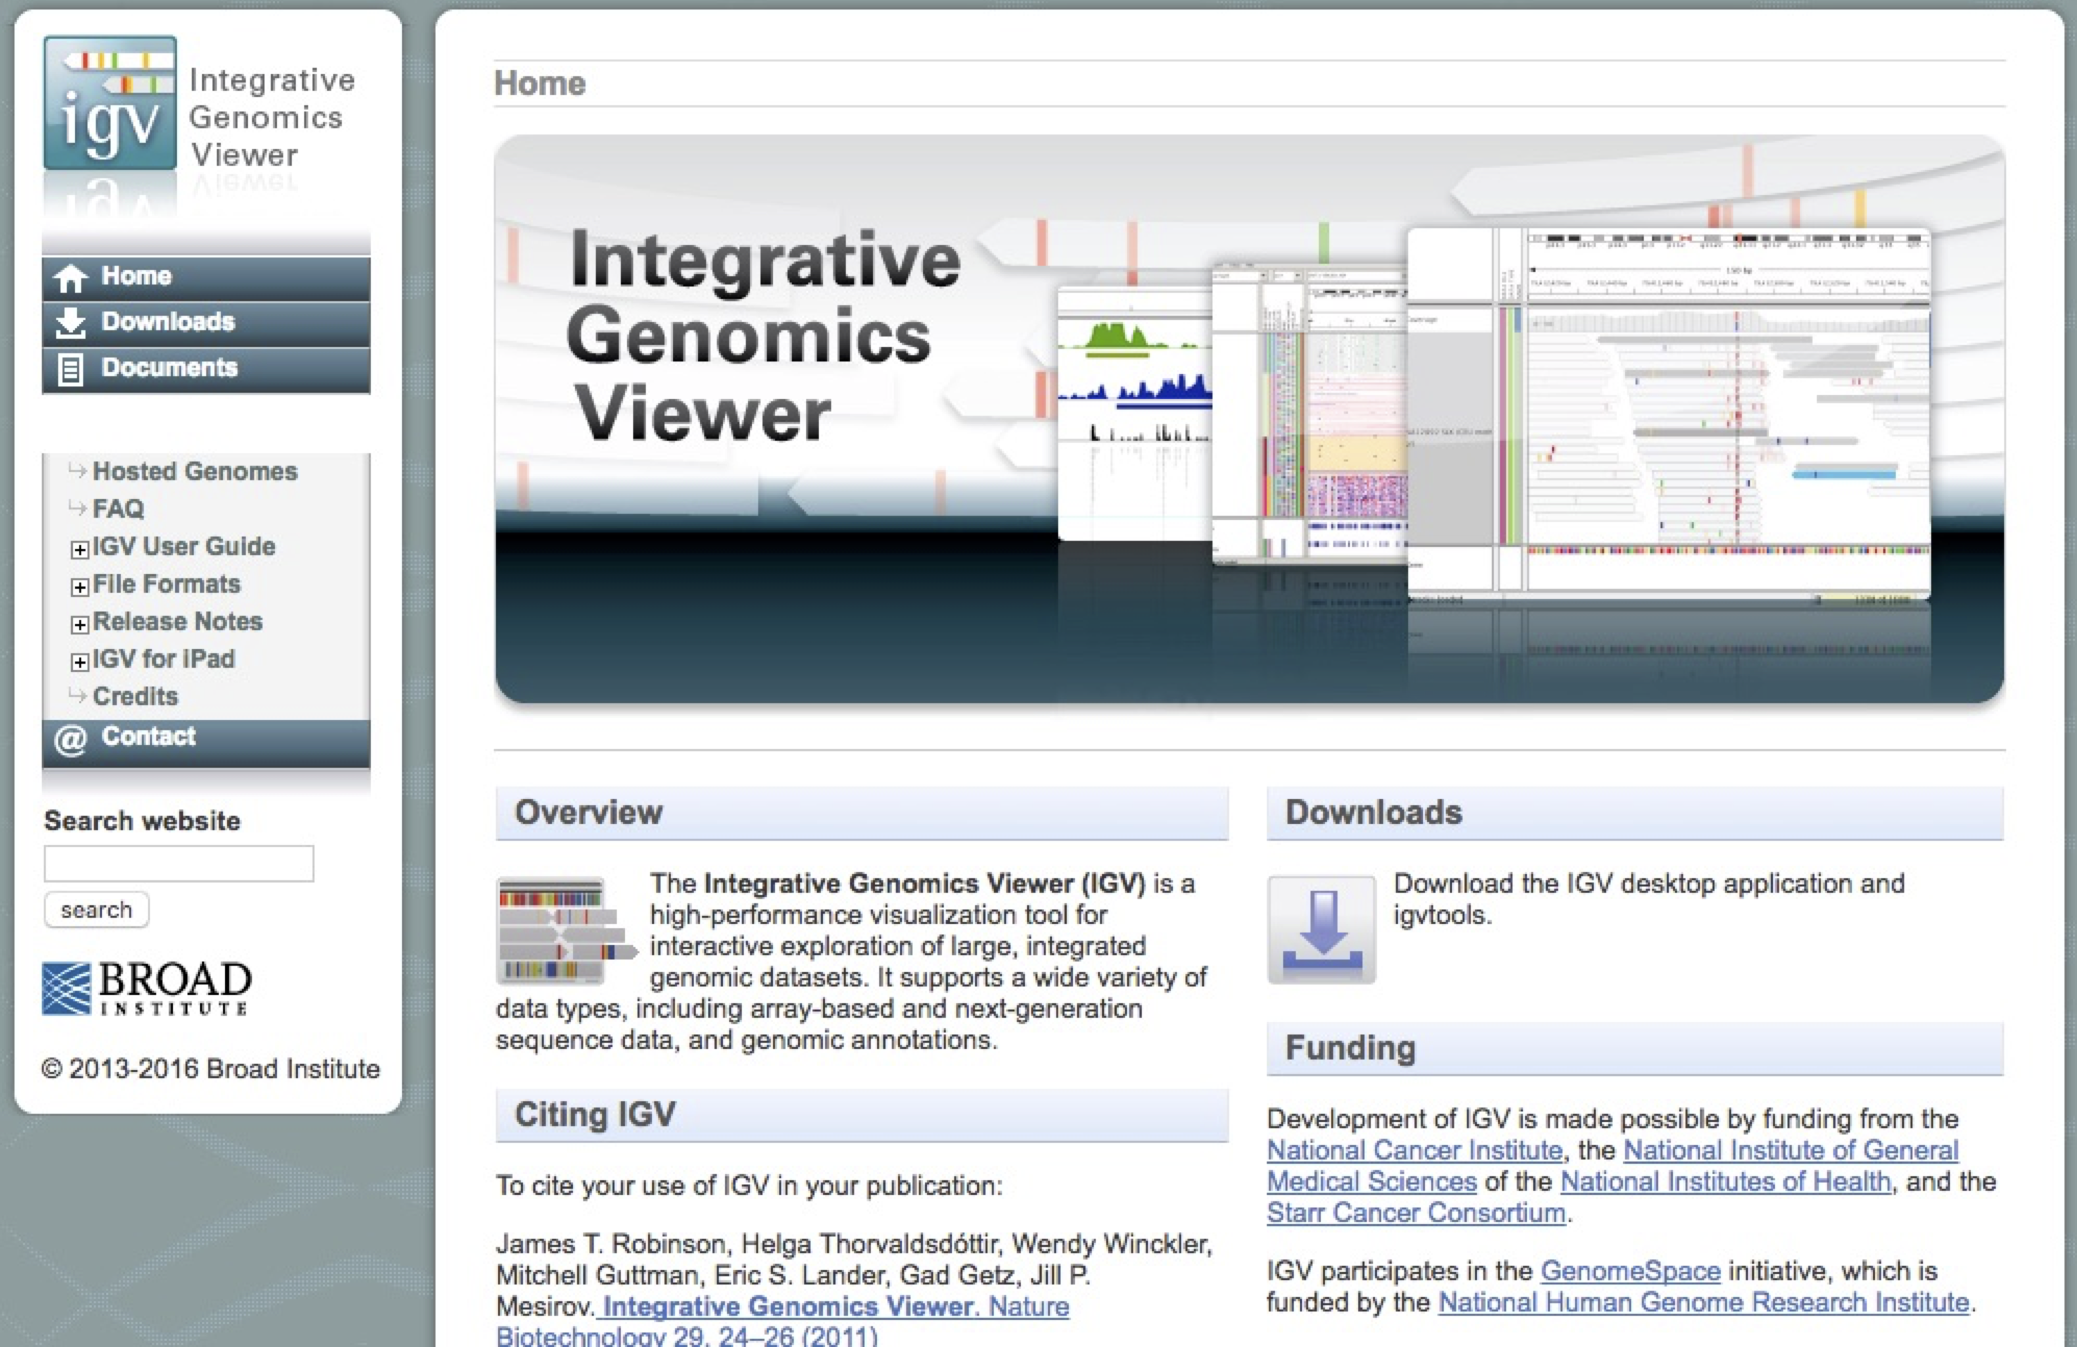 igv
Integrative
Genomics
Viewer
Home
Downloads
Documents
Hosted Genomes
FAQ
IGV User Guide
File Formats
Release Notes
IGV for iPad
Credits
@ Contact
Search website
search
BROAD
INSTITUTE
© 2013-2016 Broad Institute
Home
Integrative
Genomics
Viewer
Overview
The Integrative Genomics Viewer (IGV) is a
high-performance visualization tool for
interactive exploration of large, integrated
genomic datasets. It supports a wide variety of
data types, including array-based and next-generation
sequence data, and genomic annotations.
Citing IGV
To cite your use of IGV in your publication:
James T. Robinson, Helga Thorvaldsdóttir, Wendy Winckler,
Mitchell Guttman, Eric S. Lander, Gad Getz, Jill P.
Mesirov. Integrative Genomics Viewer. Nature
Biotechnology 29, 24–26 (2011)
Downloads
Download the IGV desktop application and
igvtools.
Funding
Development of IGV is made possible by funding from the
National Cancer Institute, the National Institute of General
Medical Sciences of the National Institutes of Health, and the
Starr Cancer Consortium.
IGV participates in the GenomeSpace initiative, which is
funded by the National Human Genome Research Institute.